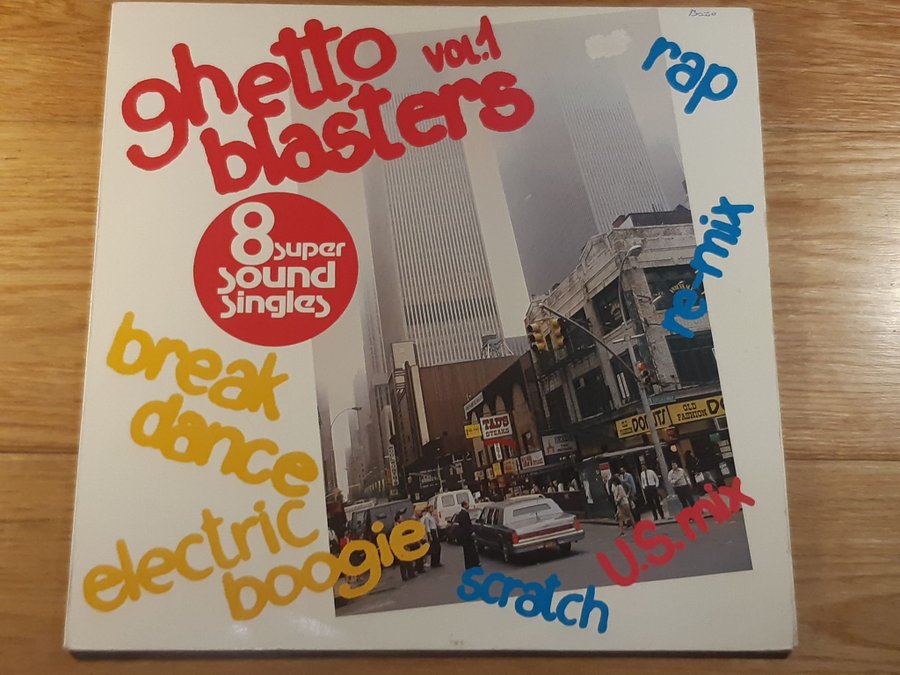 ghetto
blasters
vol.1
rap
re-mix
8 super
sound
singles
break
dance
electric
boogie
scratch
U.S. mix
TAD'S
STEAKS
OLD
FASHION
DONUTS